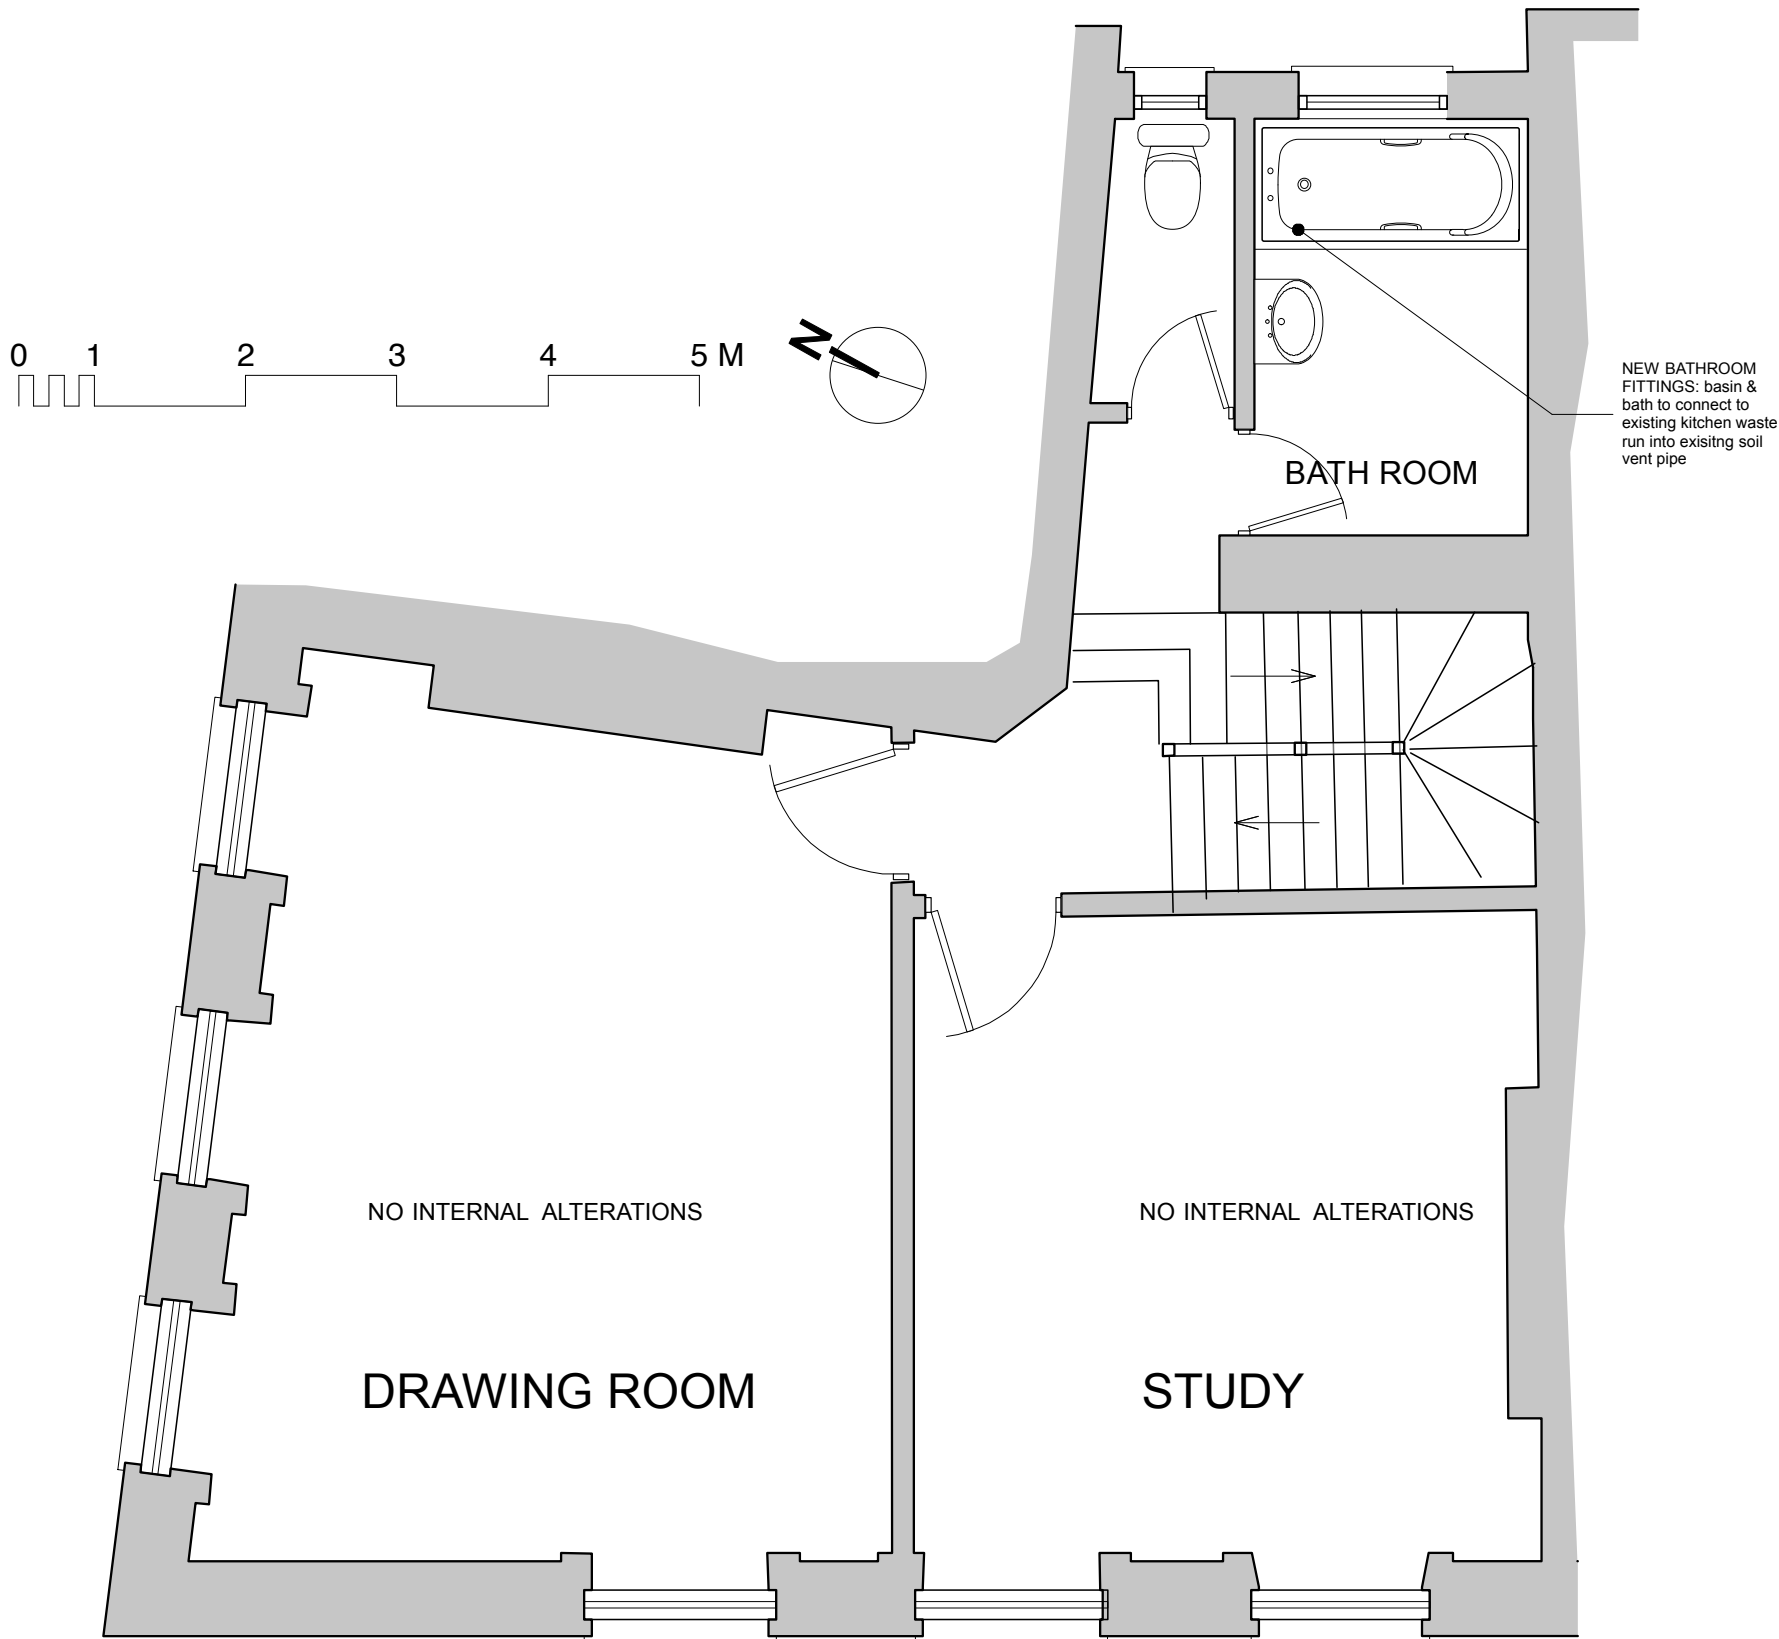 0 1 2 3 4 5 M
N
NEW BATHROOM
FITTINGS: basin &
bath to connect to
existing kitchen waste
run into exisitng soil
vent pipe
BATH ROOM
NO INTERNAL ALTERATIONS
NO INTERNAL ALTERATIONS
DRAWING ROOM
STUDY